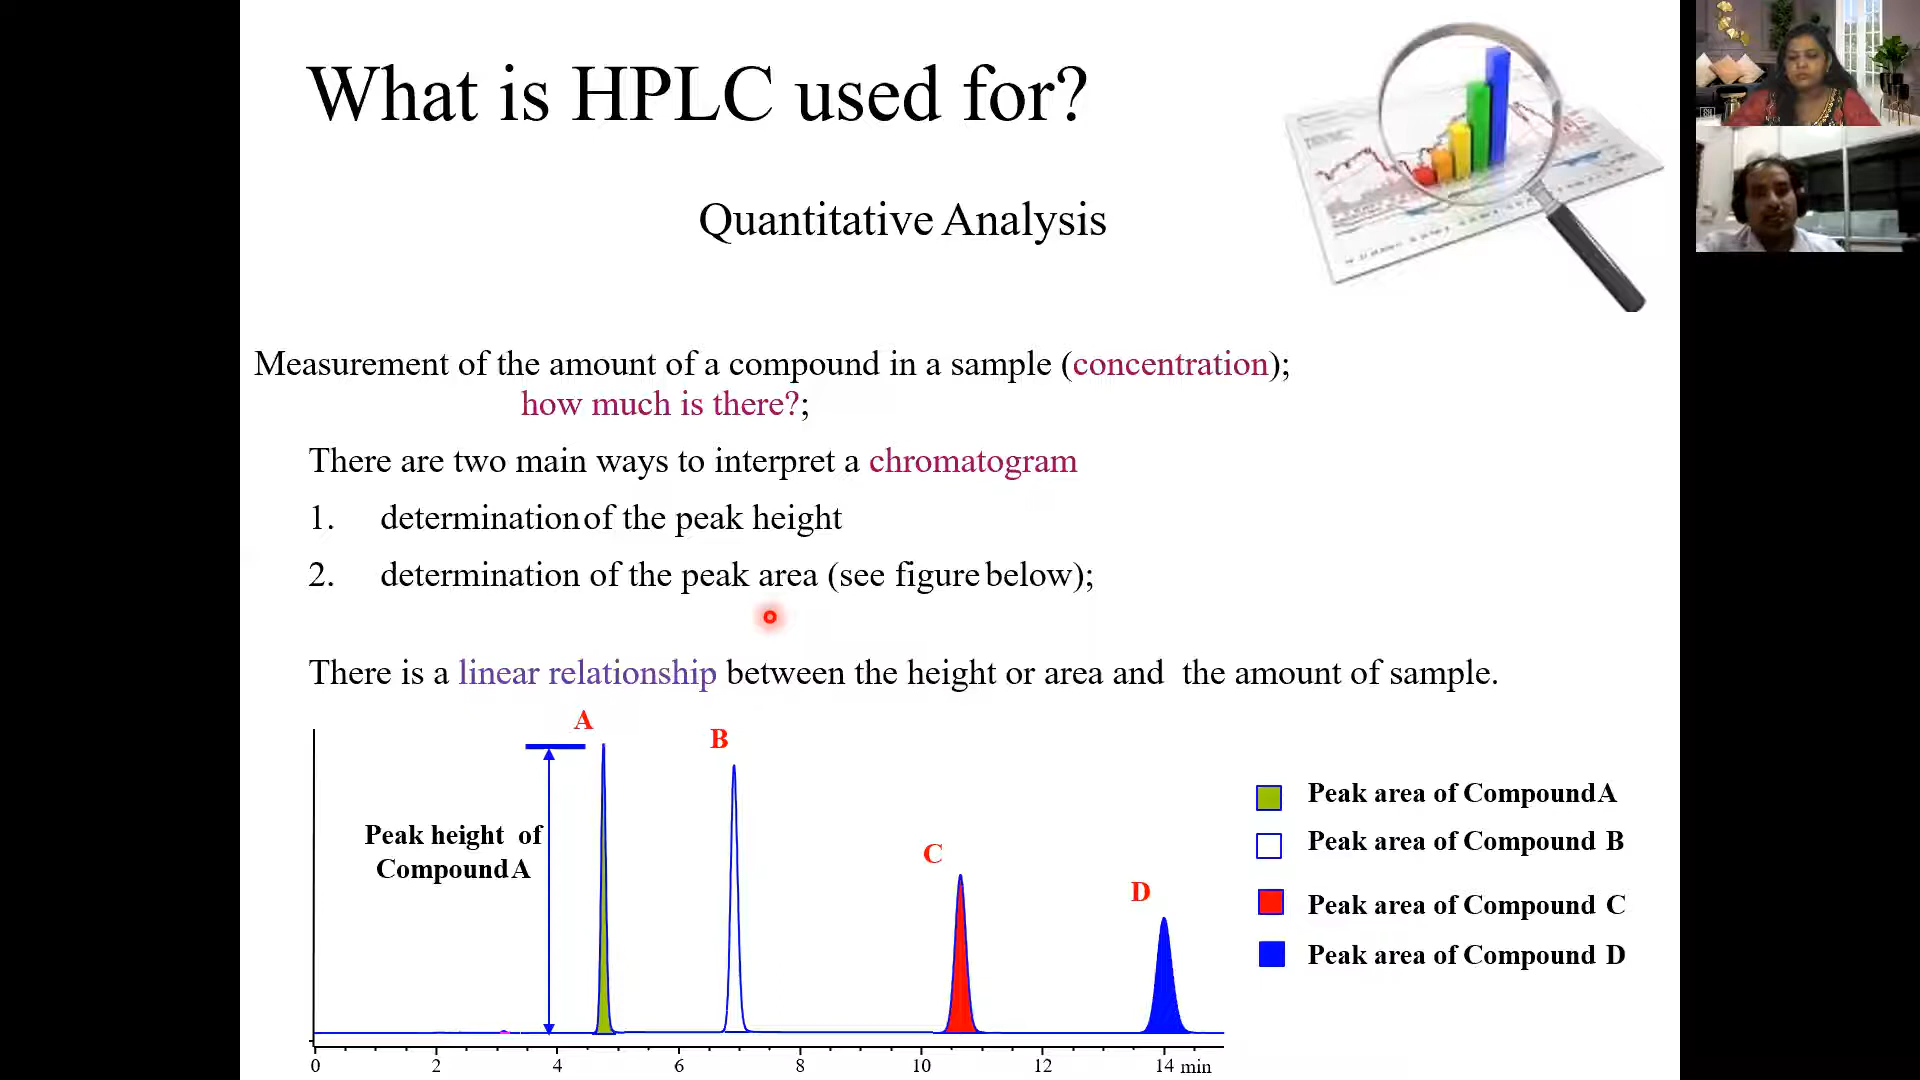 What is HPLC used for?
Quantitative Analysis
Measurement of the amount of a compound in a sample (concentration);
how much is there?;
There are two main ways to interpret a chromatogram
1. determination of the peak height
2. determination of the peak area (see figure below);
There is a linear relationship between the height or area and the amount of sample.
A
B
C
D
Peak height of
Compound A
Peak area of Compound A
Peak area of Compound B
Peak area of Compound C
Peak area of Compound D
0 2 4 6 8 10 12 14 min